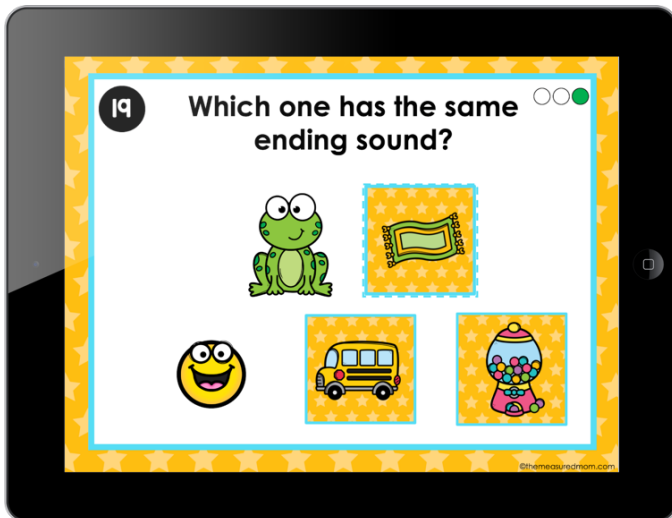 19
Which one has the same
ending sound?
©themeasuredmom.com